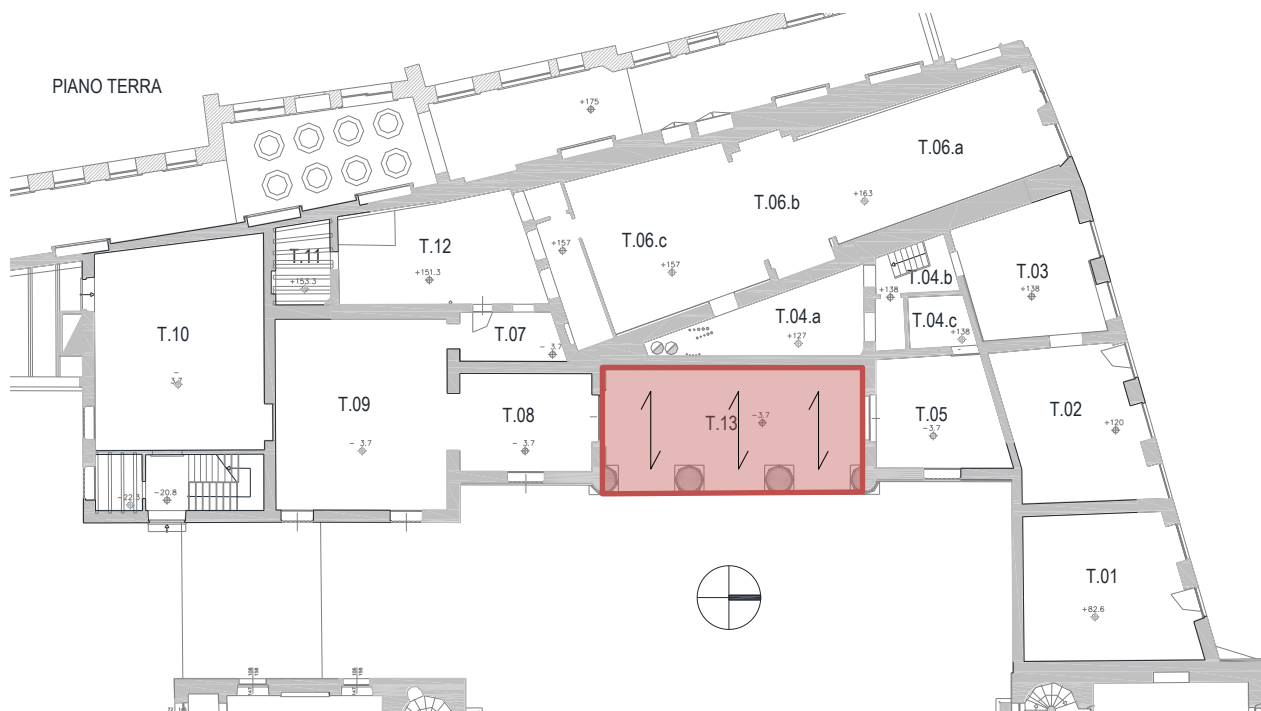 PIANO TERRA
+175
T.06.a
T.06.b
+163
T.06.c
+157
+157
T.12
+151.3
T.11
+153.3
T.04.b
+138
T.03
+138
T.04.c
+138
T.04.a
+127
T.07
- 3.7
T.10
-
3.7
T.09
- 3.7
T.08
- 3.7
T.13
-3.7
T.05
-3.7
T.02
+120
-22.3
-20.8
T.01
+82.6